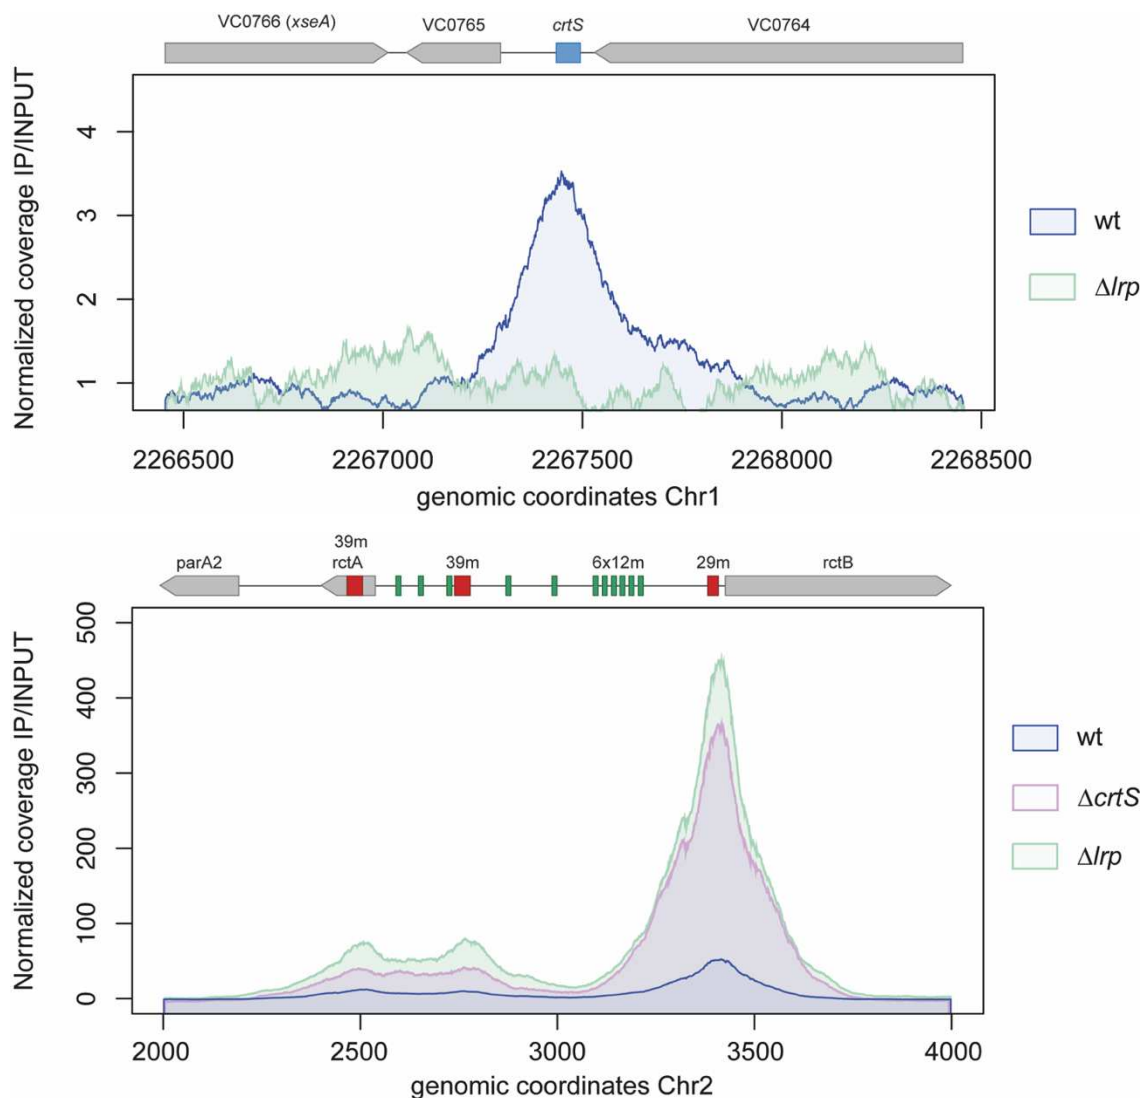 VC0766 (xseA) VC0765 crtS VC0764
Normalized coverage IP/INPUT
4
3
2
1
wt
Δlrp
2266500 2267000 2267500 2268000 2268500
genomic coordinates Chr1
39m
parA2 rctA 39m 6x12m 29m rctB
Normalized coverage IP/INPUT
500
400
300
200
100
0
wt
ΔcrtS
Δlrp
2000 2500 3000 3500 4000
genomic coordinates Chr2